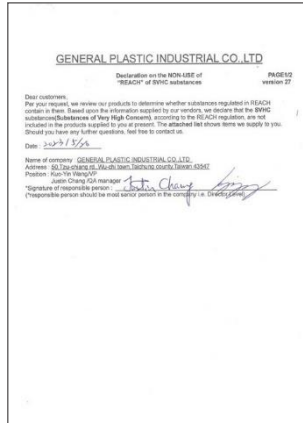 GENERAL PLASTIC INDUSTRIAL CO.,LTD
Declaration on the NON-USE of
"REACH" of SVHC substances
PAGE1/2
version 27
Dear customers,
Per your request, we review our products to determine whether substances regulated in REACH
contain in them. Based upon the information supplied by our vendors, we declare that the SVHC
substances(Substances of Very High Concern), according to the REACH regulation, are not
included in the products supplied to you at present. The attached list shows items we supply to you.
Should you have any further questions, feel free to contact us.
Date :
Name of company : GENERAL PLASTIC INDUSTRIAL CO.,LTD
Address : 50,Tzu-chiang rd.,Wu-chi town,Taichung county,Taiwan 43547
Position : Kuo-Yin Wang/VP
Justin Chang /QA manager
*Signature of responsible person : Justin Chang
(*responsible person should be most senior person in the company i.e. Director level)